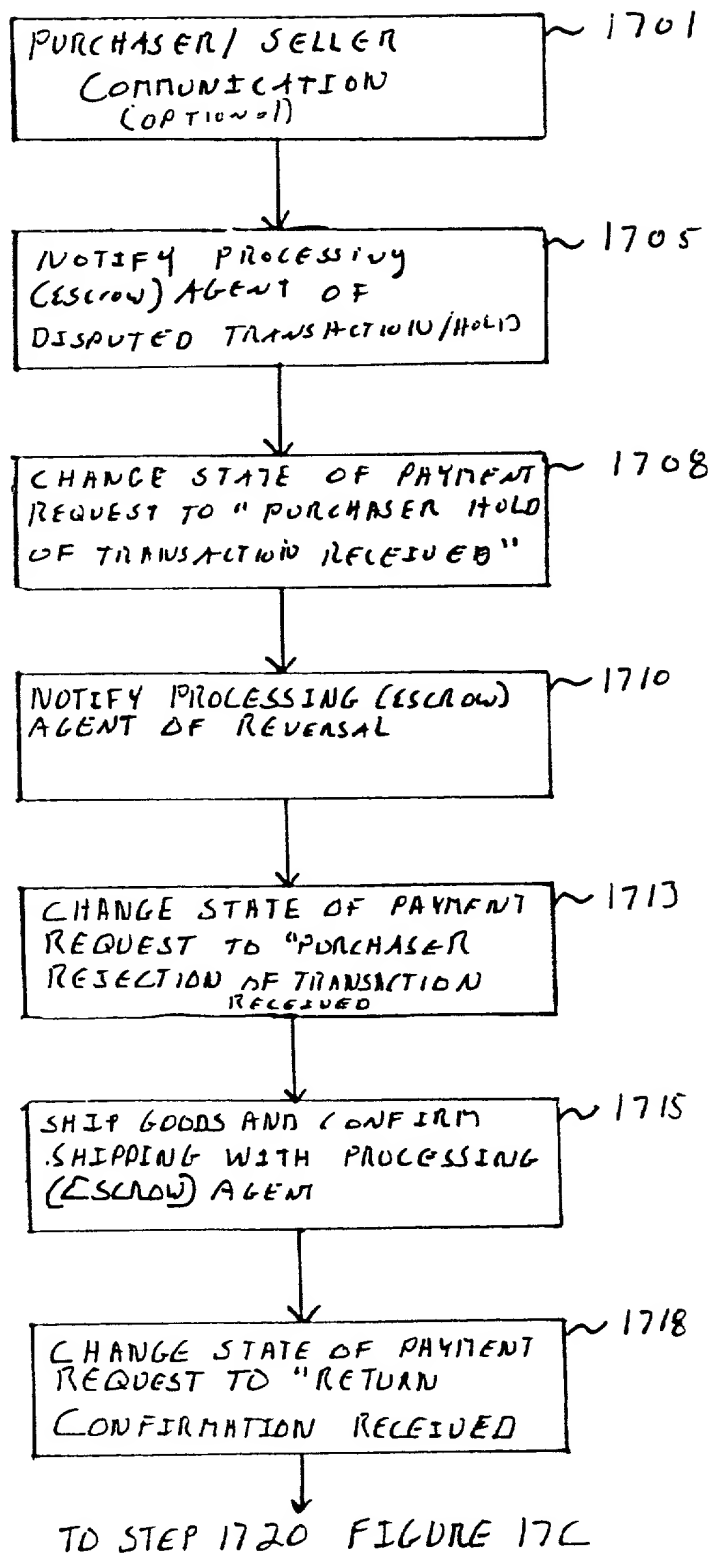 PURCHASER/ SELLER
COMMUNICATION
(OPTIONAL)
1701
NOTIFY PROCESSING
(ESCROW) AGENT OF
DISPUTED TRANSACTION/HOLD
1705
CHANGE STATE OF PAYMENT
REQUEST TO "PURCHASER HOLD
OF TRANSACTION RECEIVED"
1708
NOTIFY PROCESSING (ESCROW)
AGENT OF REVERSAL
1710
CHANGE STATE OF PAYMENT
REQUEST TO "PURCHASER
REJECTION OF TRANSACTION
RECEIVED
1713
SHIP GOODS AND CONFIRM
SHIPPING WITH PROCESSING
(ESCROW) AGENT
1715
CHANGE STATE OF PAYMENT
REQUEST TO "RETURN
CONFIRMATION RECEIVED
1718
TO STEP 1720 FIGURE 17C